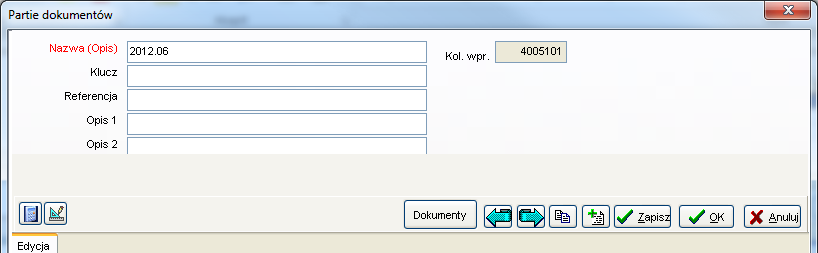 Partie dokumentów
Nazwa (Opis) 2012.06 Kol. wpr. 4005101
Klucz
Referencja
Opis 1
Opis 2
Dokumenty Zapisz OK Anuluj
Edycja